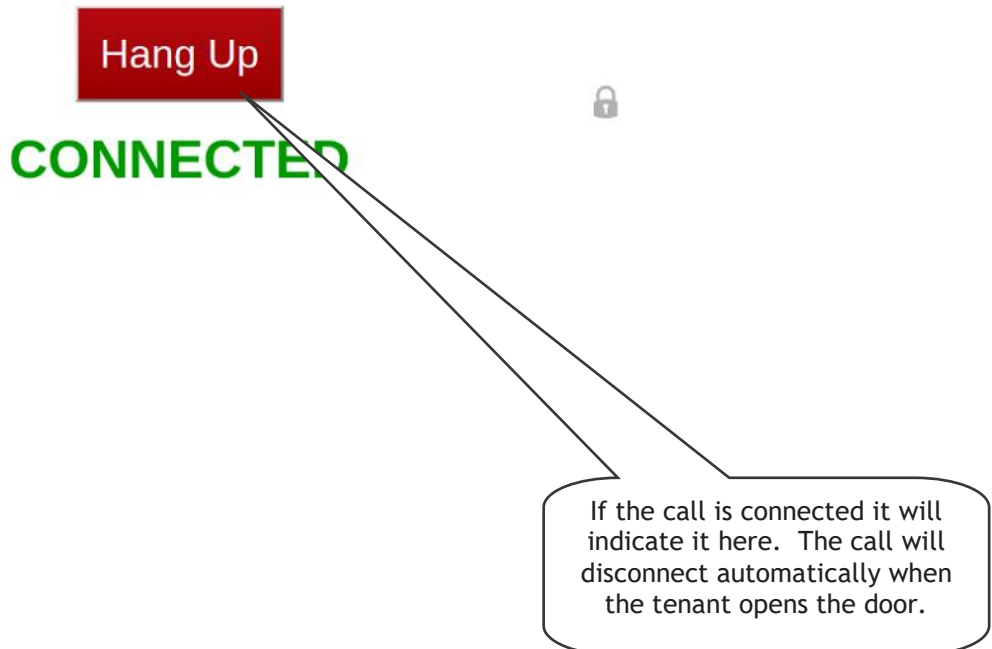 Hang Up
CONNECTED
If the call is connected it will
indicate it here.  The call will
disconnect automatically when
the tenant opens the door.